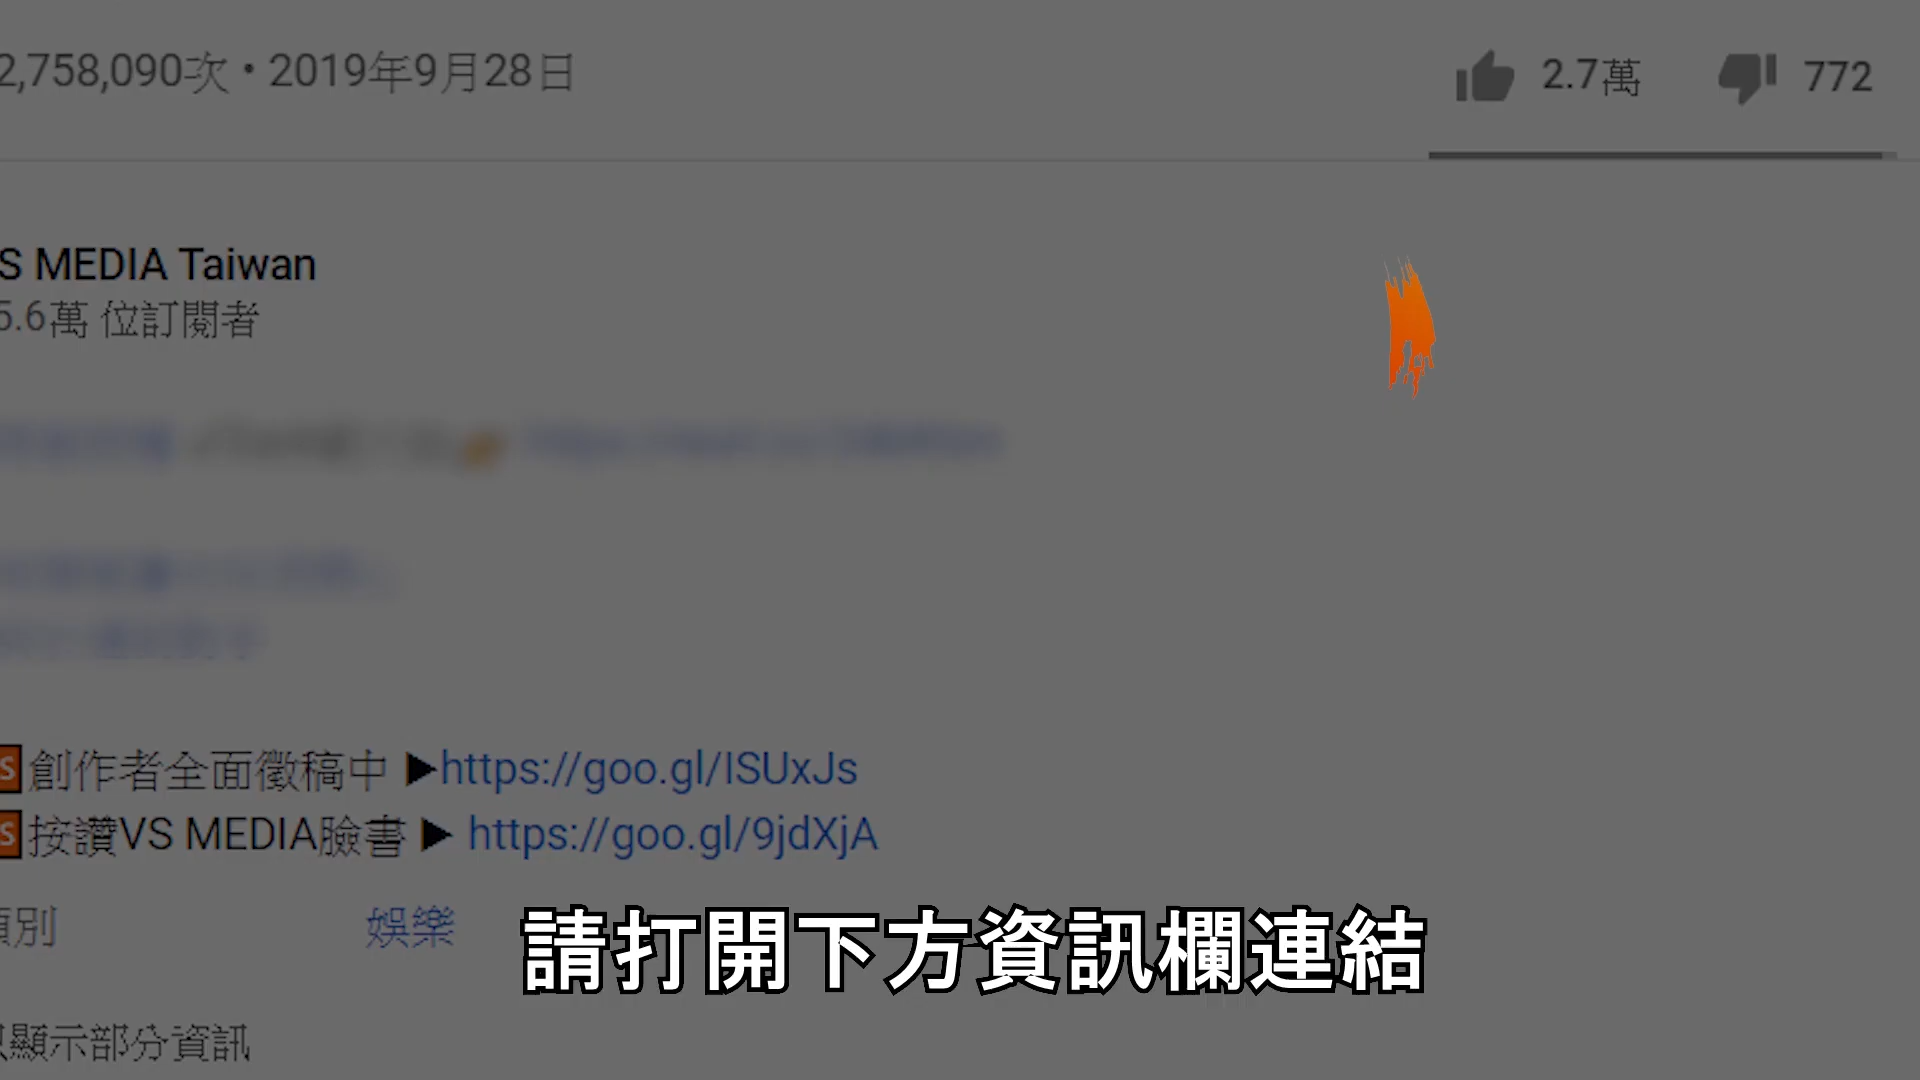 2,758,090次 • 2019年9月28日
2.7萬
772
S MEDIA Taiwan
5.6萬 位訂閱者
S創作者全面徵稿中 ▶https://goo.gl/ISUxJs
S按讚VS MEDIA臉書 ▶ https://goo.gl/9jdXjA
類別 娛樂
請打開下方資訊欄連結
只顯示部分資訊